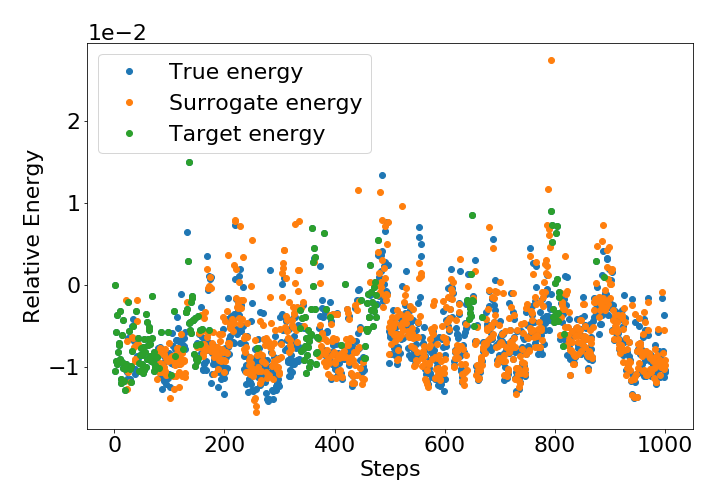 1e−2
True energy
Surrogate energy
Target energy
Relative Energy
2
1
0
−1
0 200 400 600 800 1000
Steps